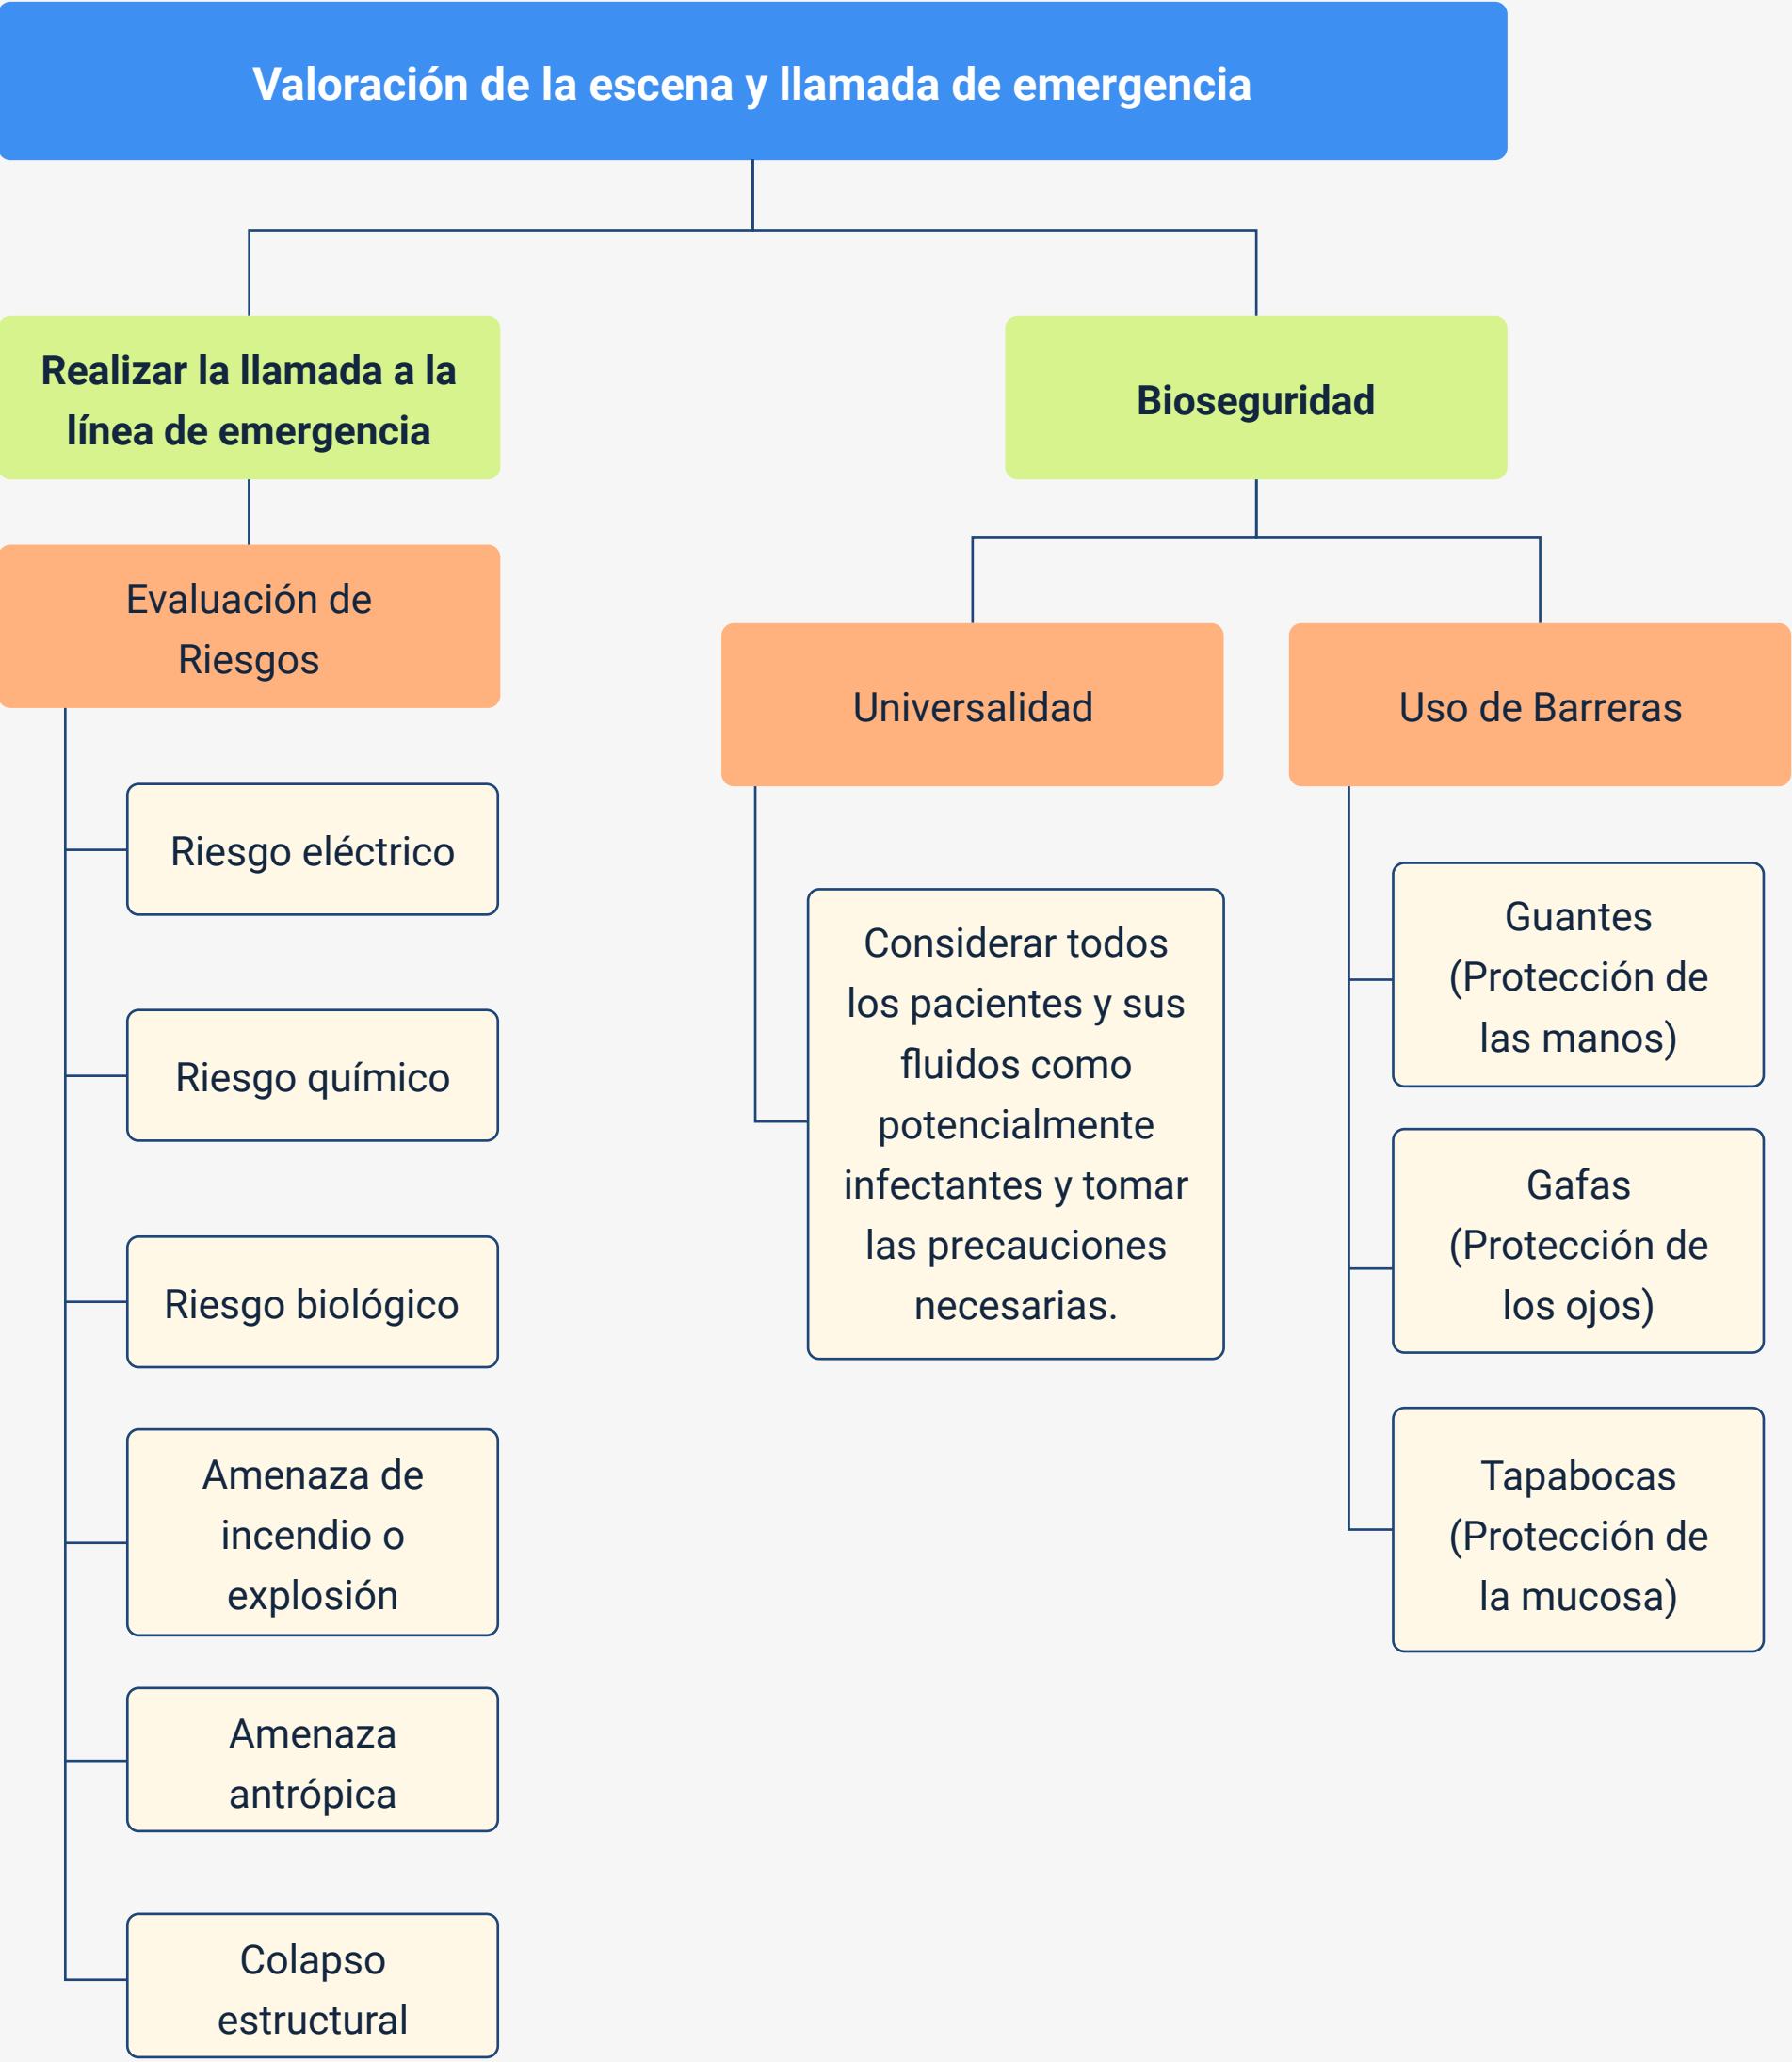 Valoración de la escena y llamada de emergencia
Realizar la llamada a la
línea de emergencia
Bioseguridad
Evaluación de
Riesgos
Universalidad
Uso de Barreras
Riesgo eléctrico
Riesgo químico
Riesgo biológico
Amenaza de
incendio o
explosión
Amenaza
antrópica
Colapso
estructural
Considerar todos
los pacientes y sus
fluidos como
potencialmente
infectantes y tomar
las precauciones
necesarias.
Guantes
(Protección de
las manos)
Gafas
(Protección de
los ojos)
Tapabocas
(Protección de
la mucosa)